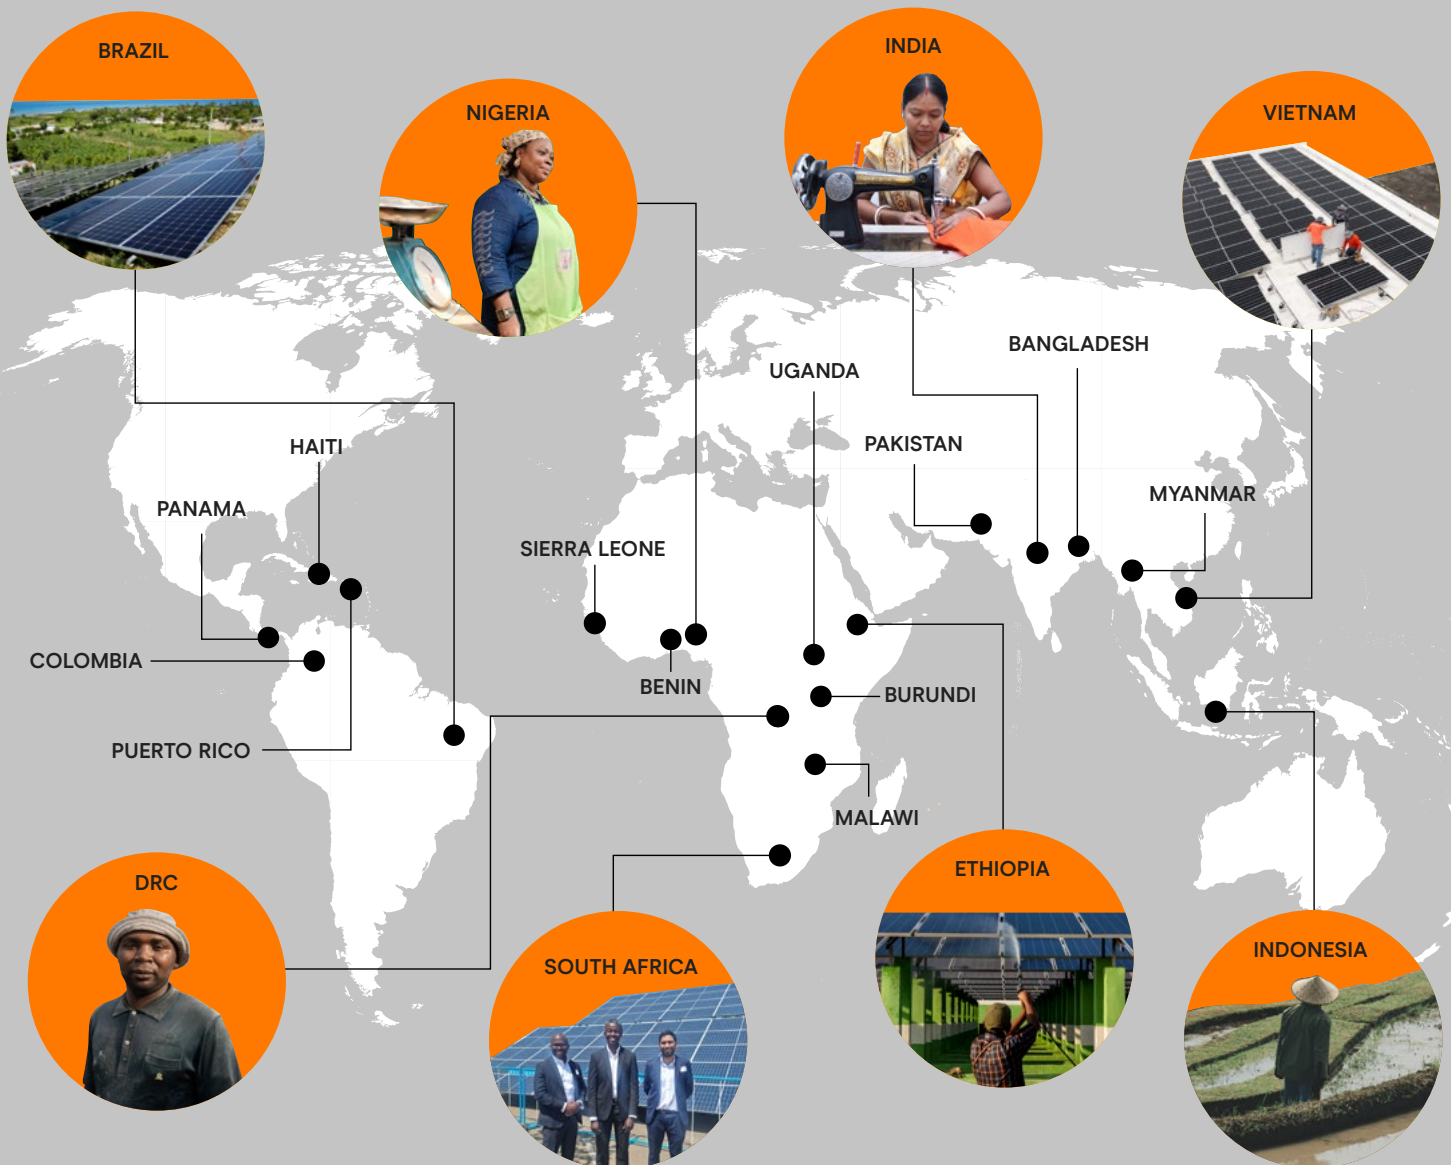 BRAZIL
NIGERIA
INDIA
VIETNAM
BANGLADESH
UGANDA
PAKISTAN
HAITI
MYANMAR
PANAMA
SIERRA LEONE
COLOMBIA
BENIN
BURUNDI
PUERTO RICO
MALAWI
DRC
ETHIOPIA
SOUTH AFRICA
INDONESIA